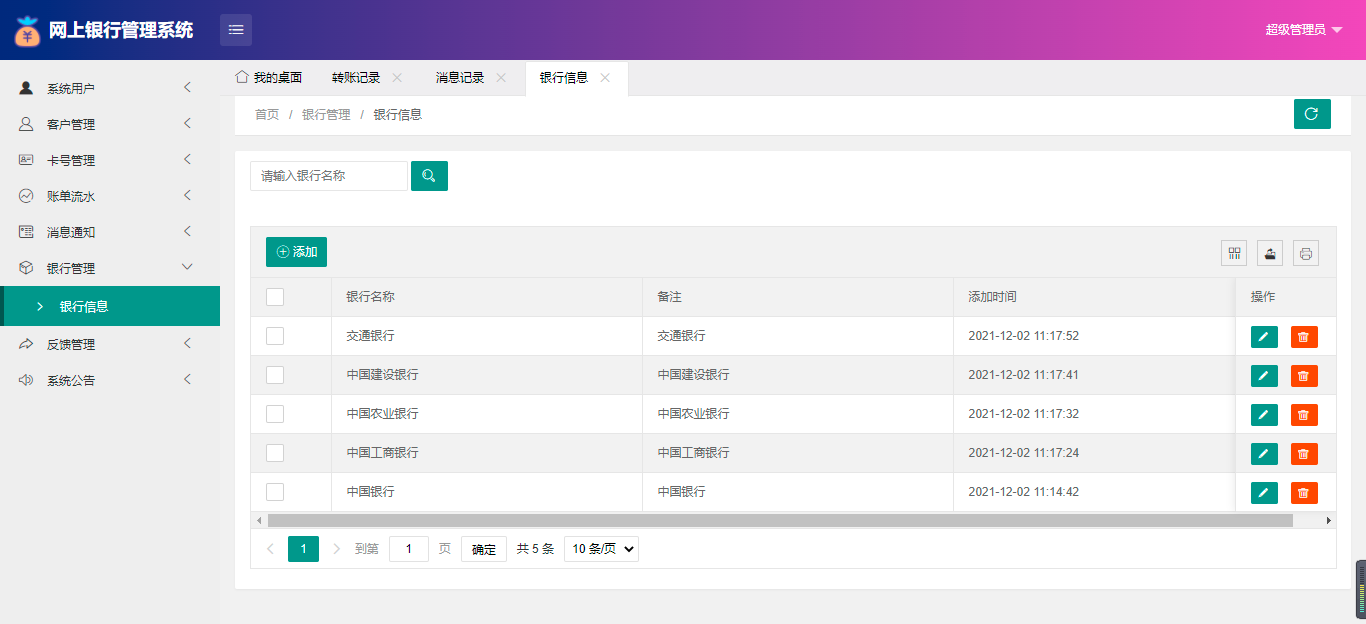 网上银行管理系统
超级管理员
系统用户
客户管理
卡号管理
账单流水
消息通知
银行管理
银行信息
反馈管理
系统公告
我的桌面 转账记录 消息记录 银行信息
首页 / 银行管理 / 银行信息
请输入银行名称
添加
银行名称 备注 添加时间 操作
交通银行 交通银行 2021-12-02 11:17:52
中国建设银行 中国建设银行 2021-12-02 11:17:41
中国农业银行 中国农业银行 2021-12-02 11:17:32
中国工商银行 中国工商银行 2021-12-02 11:17:24
中国银行 中国银行 2021-12-02 11:14:42
1 到第 1 页 确定 共 5 条 10 条/页